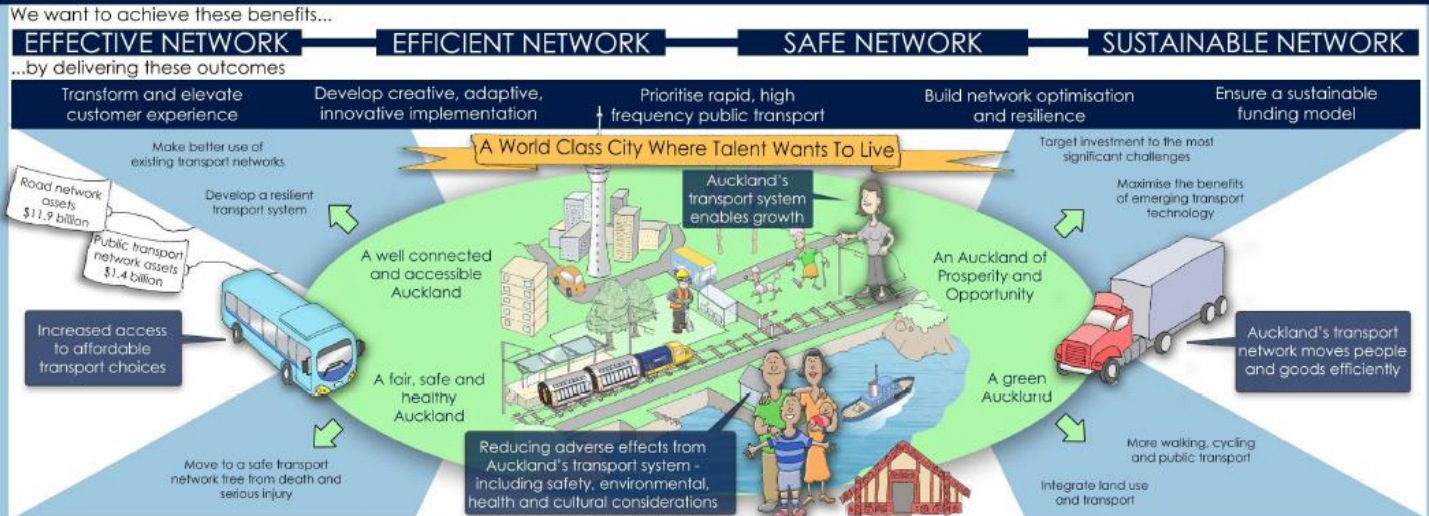 We want to achieve these benefits...
EFFECTIVE NETWORK
EFFICIENT NETWORK
SAFE NETWORK
SUSTAINABLE NETWORK
...by delivering these outcomes
Transform and elevate
customer experience
Develop creative, adaptive,
innovative implementation
Prioritise rapid, high
frequency public transport
Build network optimisation
and resilience
Ensure a sustainable
funding model
A World Class City Where Talent Wants To Live
Make better use of
existing transport networks
Develop a resilient
transport system
Road network
assets
$11.9 billion
Public transport
network assets
$1.4 billion
Increased access
to affordable
transport choices
Move to a safe transport
network free from death and
serious injury
A well connected
and accessible
Auckland
A fair, safe and
healthy
Auckland
Auckland's
transport system
enables growth
Reducing adverse effects from
Auckland's transport system -
including safety, environmental,
health and cultural considerations
An Auckland of
Prosperity and
Opportunity
A green
Auckland
Target investment to the most
significant challenges
Maximise the benefits
of emerging transport
technology
Auckland's transport
network moves people
and goods efficiently
More walking, cycling
and public transport
Integrate land use
and transport